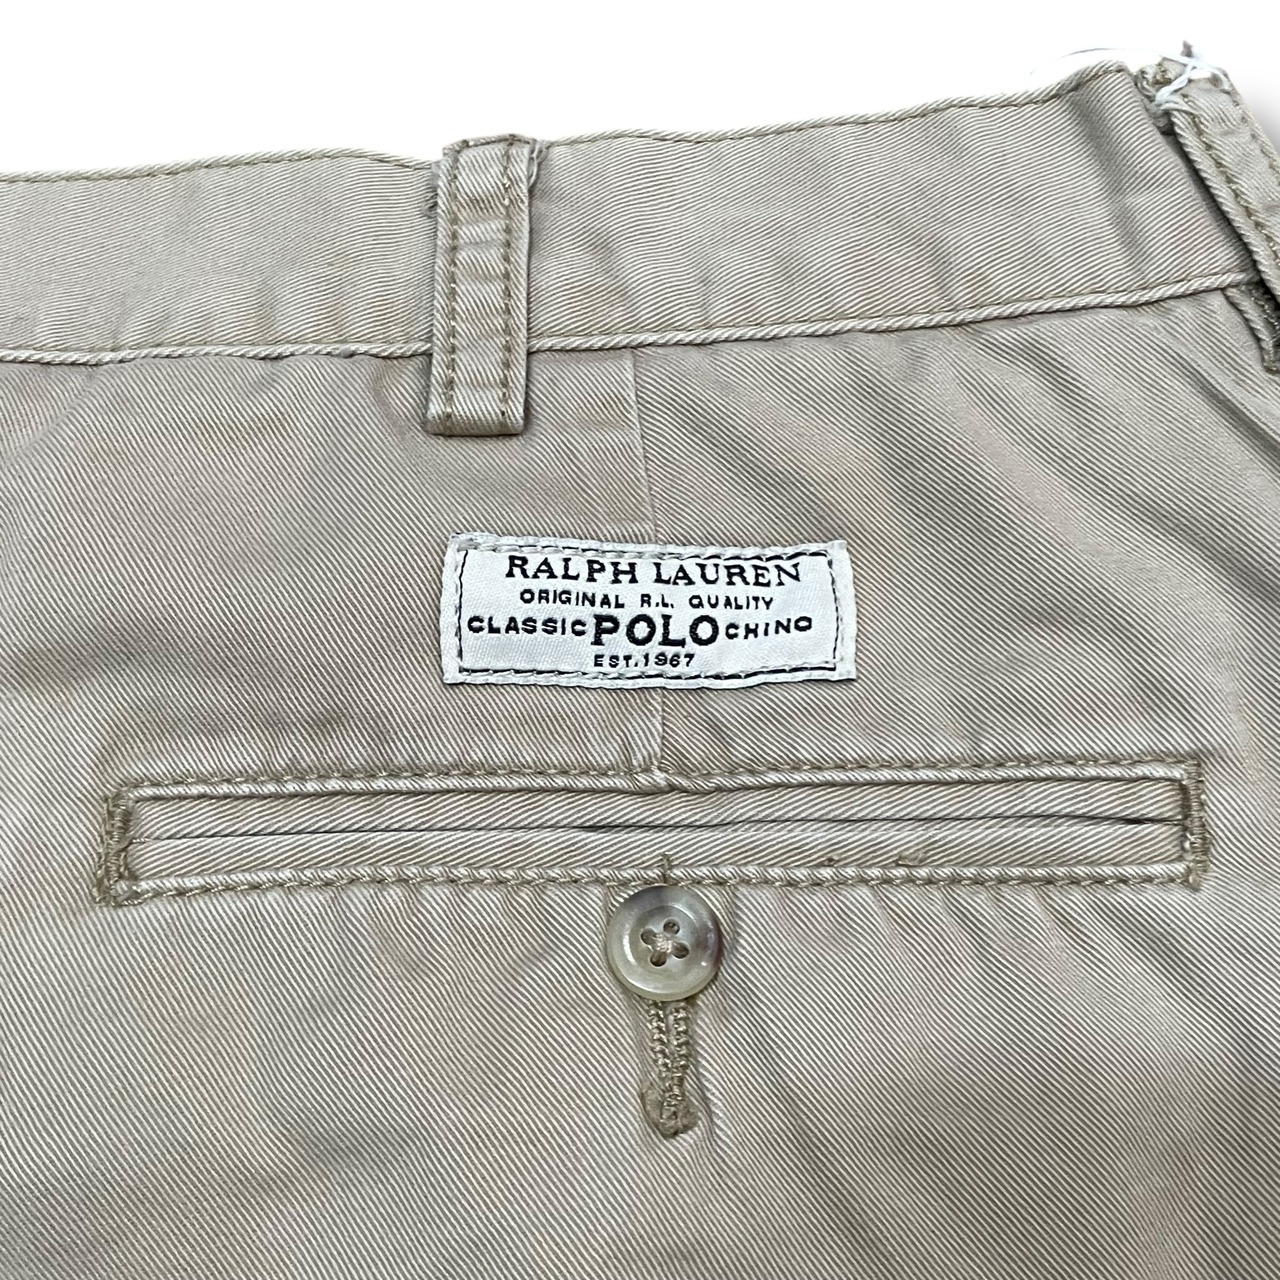 RALPH LAUREN
ORIGINAL R.L. QUALITY
CLASSIC POLO CHINO
EST. 1967